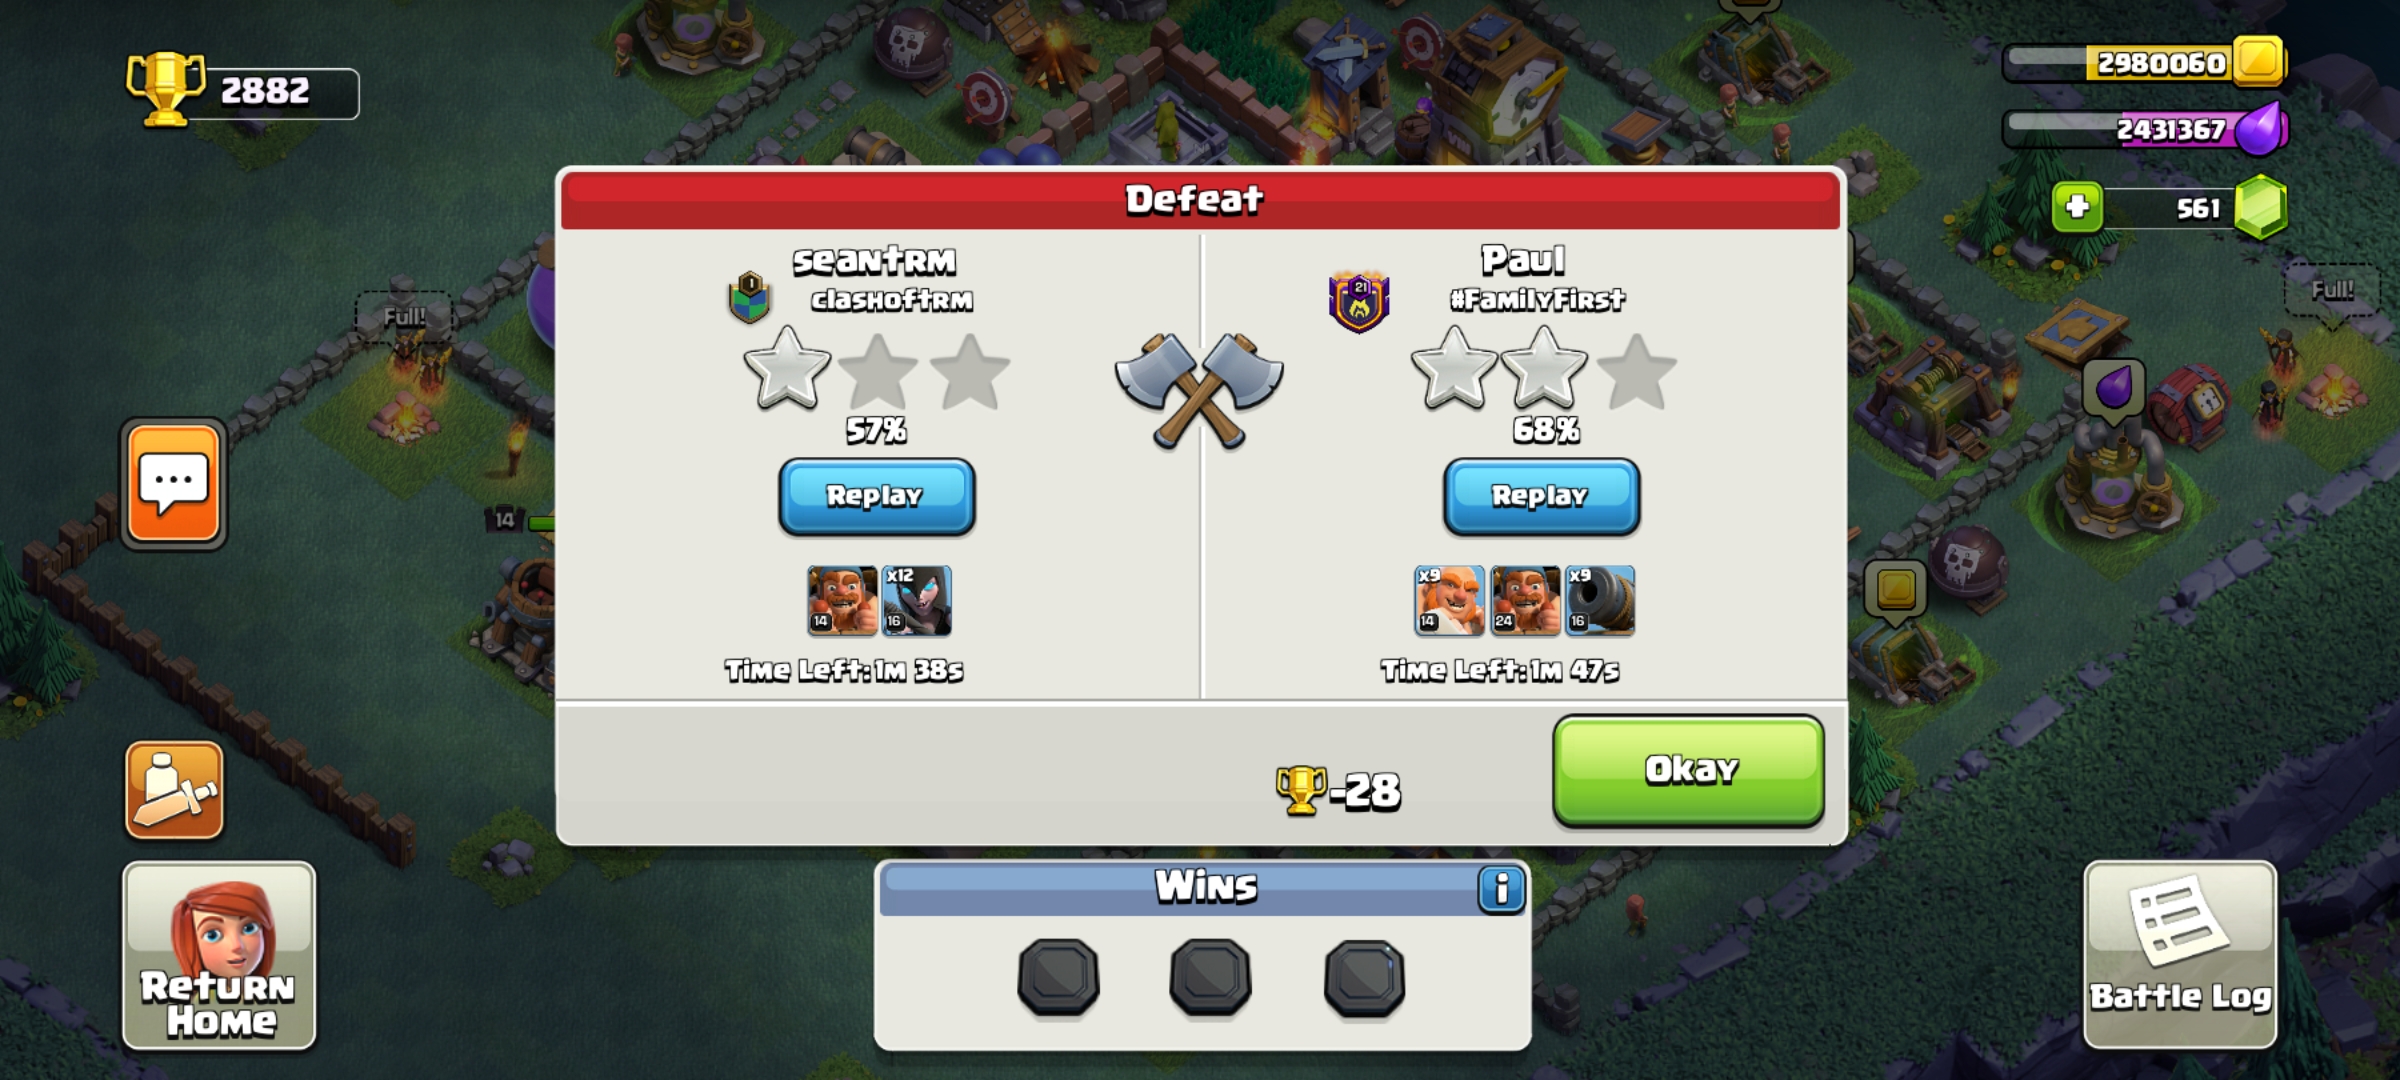 2882
2980060
2431367
561
Full!
Full!
14
Defeat
seantrm
clashoftrm
1
57%
Replay
14
x12
16
Time Left:1m 38s
Paul
#FamilyFirst
21
68%
Replay
x9
14
24
x9
16
Time Left:1m 47s
-28
Okay
Wins
i
Return
Home
Battle Log